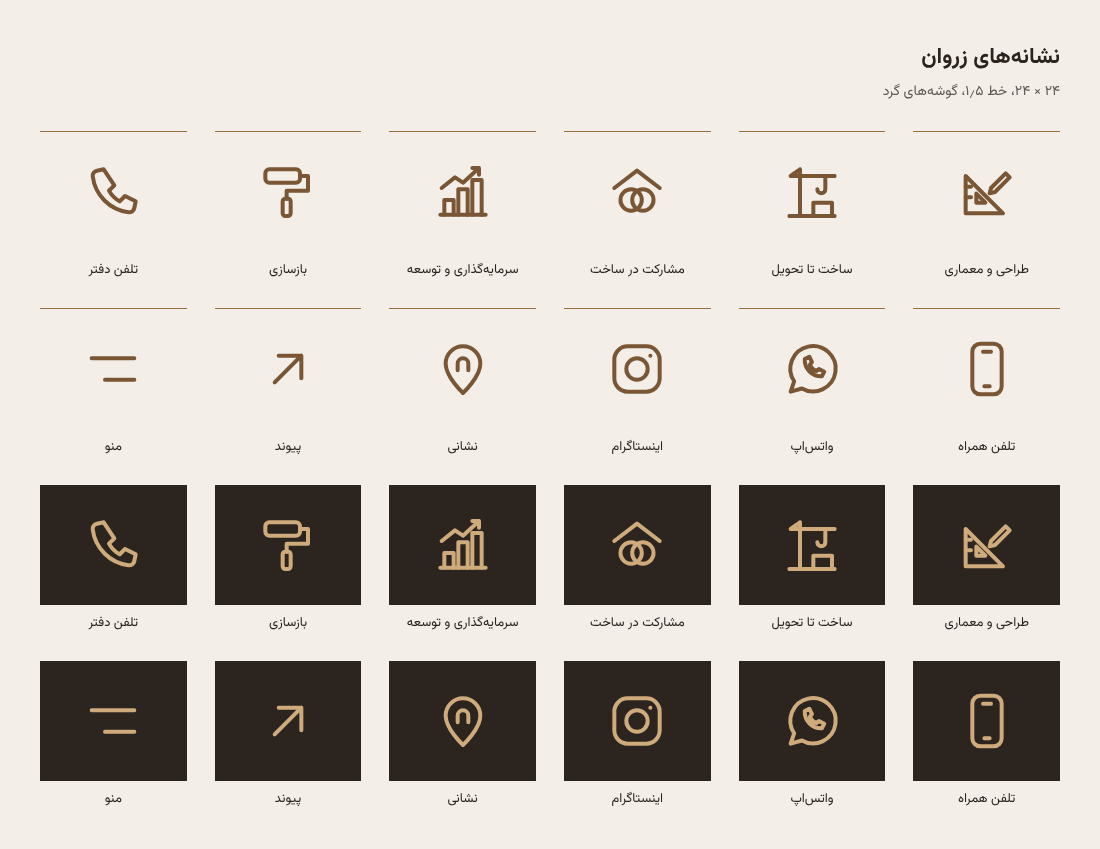 نشانه‌های زروان
۲۴ × ۲۴، خط ۱٫۵، گوشه‌های گرد
طراحی و معماری
ساخت تا تحویل
مشارکت در ساخت
سرمایه‌گذاری و توسعه
بازسازی
تلفن دفتر
تلفن همراه
واتس‌اپ
اینستاگرام
نشانی
پیوند
منو
طراحی و معماری
ساخت تا تحویل
مشارکت در ساخت
سرمایه‌گذاری و توسعه
بازسازی
تلفن دفتر
تلفن همراه
واتس‌اپ
اینستاگرام
نشانی
پیوند
منو